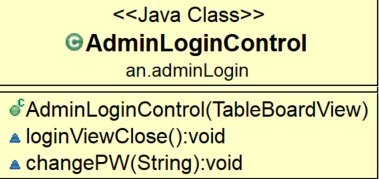 <<Java Class>>
AdminLoginControl
an.adminLogin
AdminLoginControl(TableBoardView)
loginViewClose():void
changePW(String):void